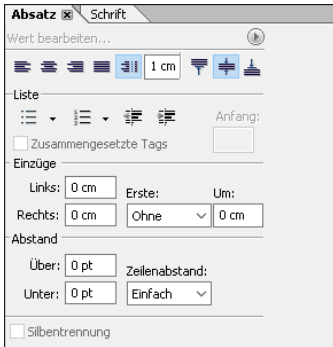 Absatz Schrift
Wert bearbeiten...
1 cm
Liste
Anfang:
Zusammengesetzte Tags
Einzüge
Links: 0 cm Erste: Um:
Rechts: 0 cm Ohne 0 cm
Abstand
Über: 0 pt Zeilenabstand:
Unter: 0 pt Einfach
Silbentrennung